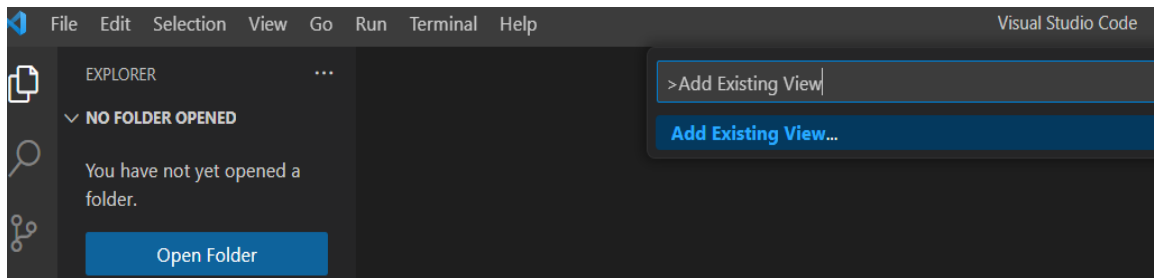 File Edit Selection View Go Run Terminal Help Visual Studio Code
EXPLORER ···
NO FOLDER OPENED
You have not yet opened a
folder.
Open Folder
>Add Existing View
Add Existing View...